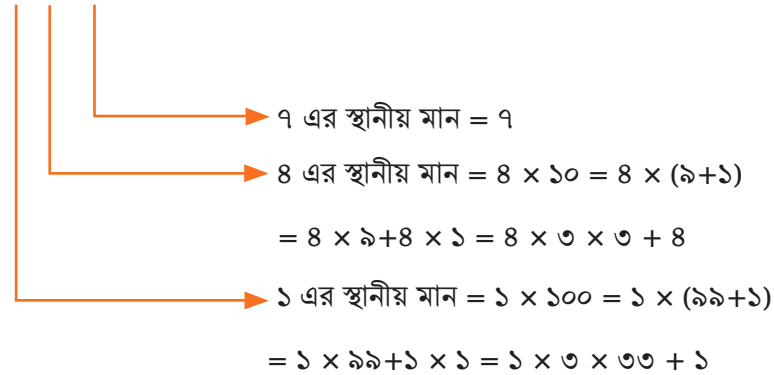 ৭ এর স্থানীয় মান = ৭
৪ এর স্থানীয় মান = ৪ × ১০ = ৪ × (৯+১)
= ৪ × ৯+৪ × ১ = ৪ × ৩ × ৩ + ৪
১ এর স্থানীয় মান = ১ × ১০০ = ১ × (৯৯+১)
= ১ × ৯৯+১ × ১ = ১ × ৩ × ৩৩ + ১